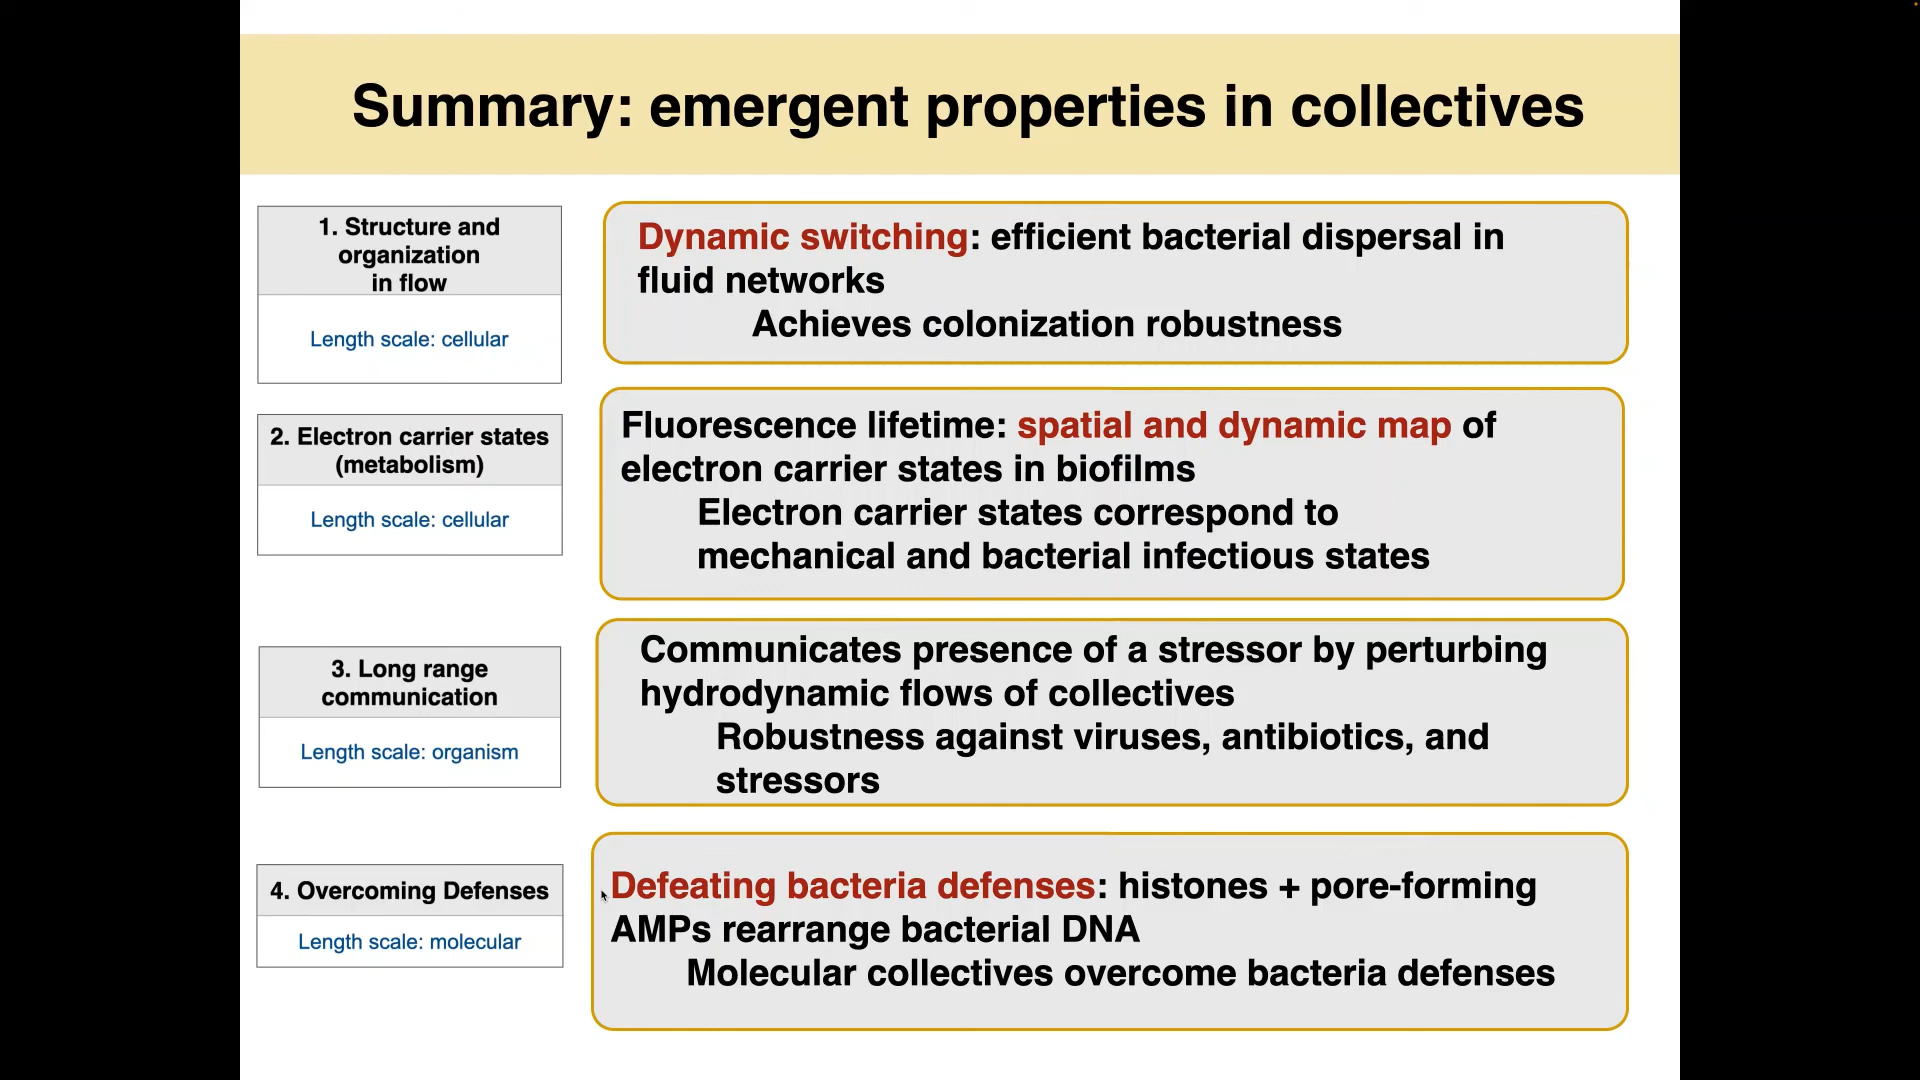 Summary: emergent properties in collectives
1. Structure and
organization
in flow
Length scale: cellular
Dynamic switching: efficient bacterial dispersal in
fluid networks
Achieves colonization robustness
2. Electron carrier states
(metabolism)
Length scale: cellular
Fluorescence lifetime: spatial and dynamic map of
electron carrier states in biofilms
Electron carrier states correspond to
mechanical and bacterial infectious states
3. Long range
communication
Length scale: organism
Communicates presence of a stressor by perturbing
hydrodynamic flows of collectives
Robustness against viruses, antibiotics, and
stressors
4. Overcoming Defenses
Length scale: molecular
Defeating bacteria defenses: histones + pore-forming
AMPs rearrange bacterial DNA
Molecular collectives overcome bacteria defenses